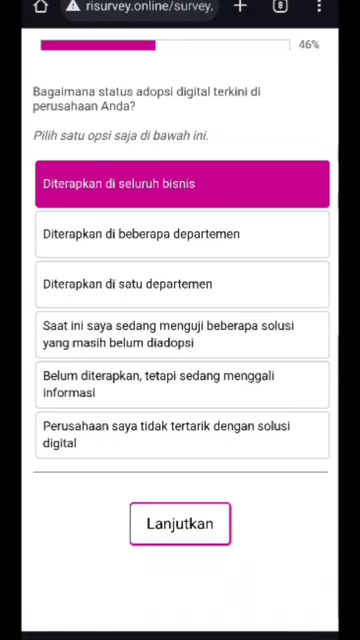 risurvey.online/survey.
8
46%
Bagaimana status adopsi digital terkini di
perusahaan Anda?
Pilih satu opsi saja di bawah ini.
Diterapkan di seluruh bisnis
Diterapkan di beberapa departemen
Diterapkan di satu departemen
Saat ini saya sedang menguji beberapa solusi
yang masih belum diadopsi
Belum diterapkan, tetapi sedang menggali
informasi
Perusahaan saya tidak tertarik dengan solusi
digital
Lanjutkan